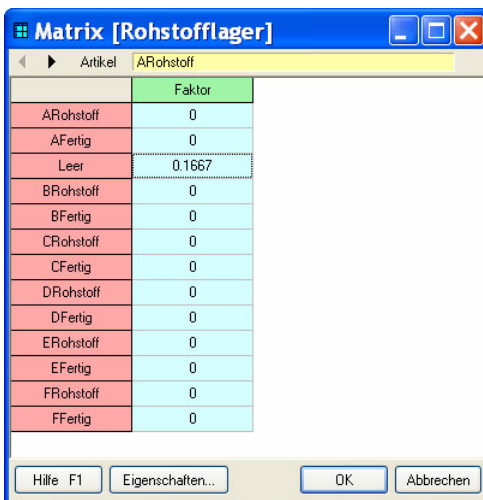 Matrix [Rohstofflager]
Artikel ARohstoff
Faktor
ARohstoff 0
AFertig 0
Leer 0.1667
BRohstoff 0
BFertig 0
CRohstoff 0
CFertig 0
DRohstoff 0
DFertig 0
ERohstoff 0
EFertig 0
FRohstoff 0
FFertig 0
Hilfe F1 Eigenschaften... OK Abbrechen